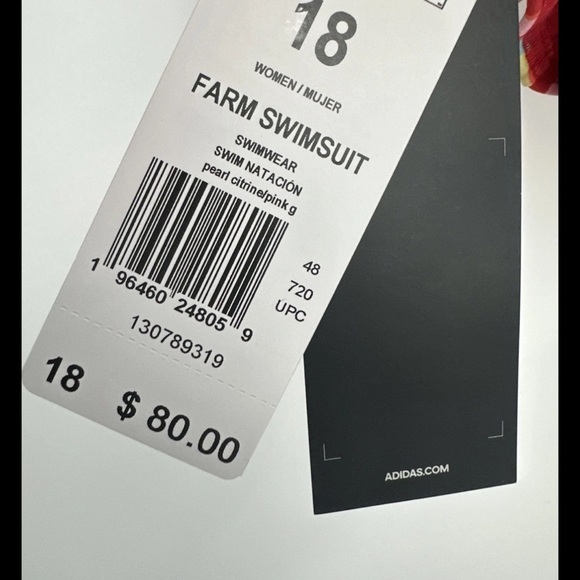 18
WOMEN / MUJER
FARM SWIMSUIT
SWIMWEAR
SWIM NATACIÓN
pearl citrine/pink g
48
720
UPC
1 96460 24805 9
130789319
18 $ 80.00
ADIDAS.COM